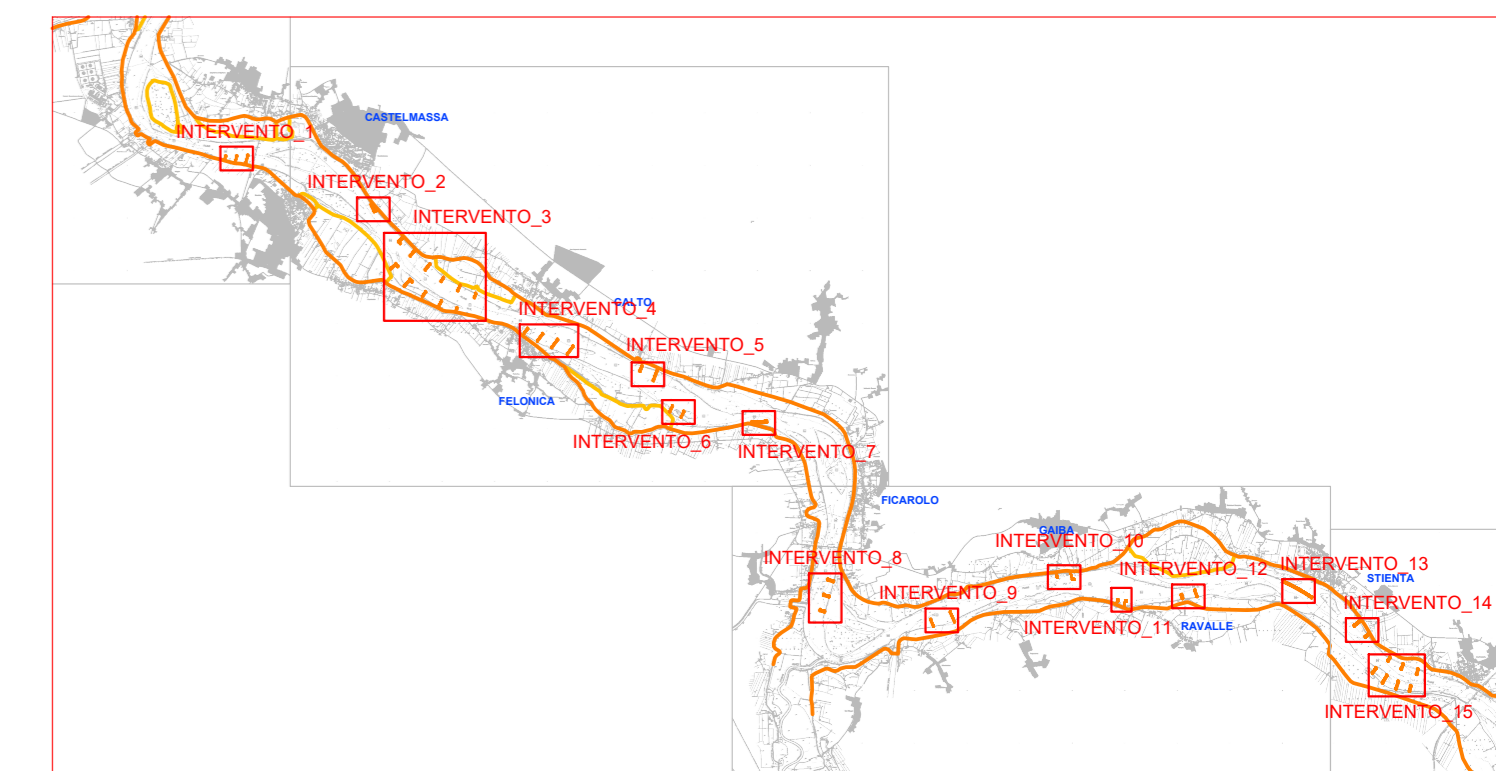 CASTELMASSA
INTERVENTO_1
INTERVENTO_2
INTERVENTO_3
CALTO
INTERVENTO_4
INTERVENTO_5
FELONICA
INTERVENTO_6
INTERVENTO_7
FICAROLO
GAIBA
INTERVENTO_10
INTERVENTO_8
INTERVENTO_12
INTERVENTO_13
STIENTA
INTERVENTO_9
INTERVENTO_14
INTERVENTO_11
RAVALLE
INTERVENTO_15